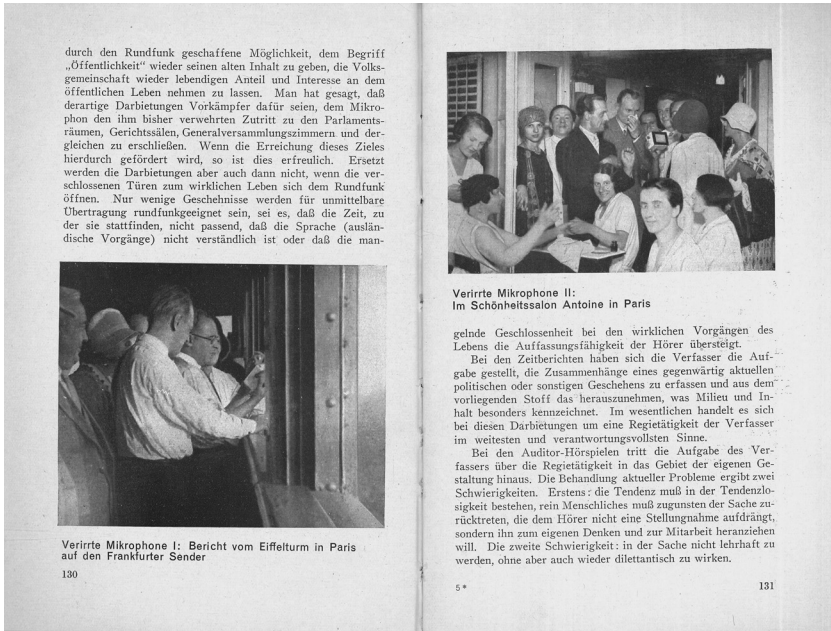 durch den Rundfunk geschaffene Möglichkeit, dem Begriff
„Öffentlichkeit" wieder seinen alten Inhalt zu geben, die Volks-
gemeinschaft wieder lebendigen Anteil und Interesse an dem
öffentlichen Leben nehmen zu lassen. Man hat gesagt, daß
derartige Darbietungen Vorkämpfer dafür seien, dem Mikro-
phon den ihm bisher verwehrten Zutritt zu den Parlaments-
räumen, Gerichtssälen, Generalversammlungszimmern und der-
gleichen zu erschließen. Wenn die Erreichung dieses Zieles
hierdurch gefördert wird, so ist dies erfreulich. Ersetzt
werden die Darbietungen aber auch dann nicht, wenn die ver-
schlossenen Türen zum wirklichen Leben sich dem Rundfunk
öffnen. Nur wenige Geschehnisse werden für unmittelbare
Übertragung rundfunkgeeignet sein, sei es, daß die Zeit, zu
der sie stattfinden, nicht passend, daß die Sprache (auslän-
dische Vorgänge) nicht verständlich ist oder daß die man-
Verirrte Mikrophone I: Bericht vom Eiffelturm in Paris
auf den Frankfurter Sender
130
Verirrte Mikrophone II:
Im Schönheitssalon Antoine in Paris
gelnde Geschlossenheit bei den wirklichen Vorgängen des
Lebens die Auffassungsfähigkeit der Hörer übersteigt.
Bei den Zeitberichten haben sich die Verfasser die Auf-
gabe gestellt, die Zusammenhänge eines gegenwärtig aktuellen
politischen oder sonstigen Geschehens zu erfassen und aus dem
vorliegenden Stoff das herauszunehmen, was Milieu und In-
halt besonders kennzeichnet. Im wesentlichen handelt es sich
bei diesen Darbietungen um eine Regietätigkeit der Verfasser
im weitesten und verantwortungsvollsten Sinne.
Bei den Auditor-Hörspielen tritt die Aufgabe des Ver-
fassers über die Regietätigkeit in das Gebiet der eigenen Ge-
staltung hinaus. Die Behandlung aktueller Probleme ergibt zwei
Schwierigkeiten. Erstens: die Tendenz muß in der Tendenzlo-
sigkeit bestehen, rein Menschliches muß zugunsten der Sache zu-
rücktreten, die dem Hörer nicht eine Stellungnahme aufdrängt,
sondern ihn zum eigenen Denken und zur Mitarbeit heranziehen
will. Die zweite Schwierigkeit: in der Sache nicht lehrhaft zu
werden, ohne aber auch wieder dilettantisch zu wirken.
5*
131